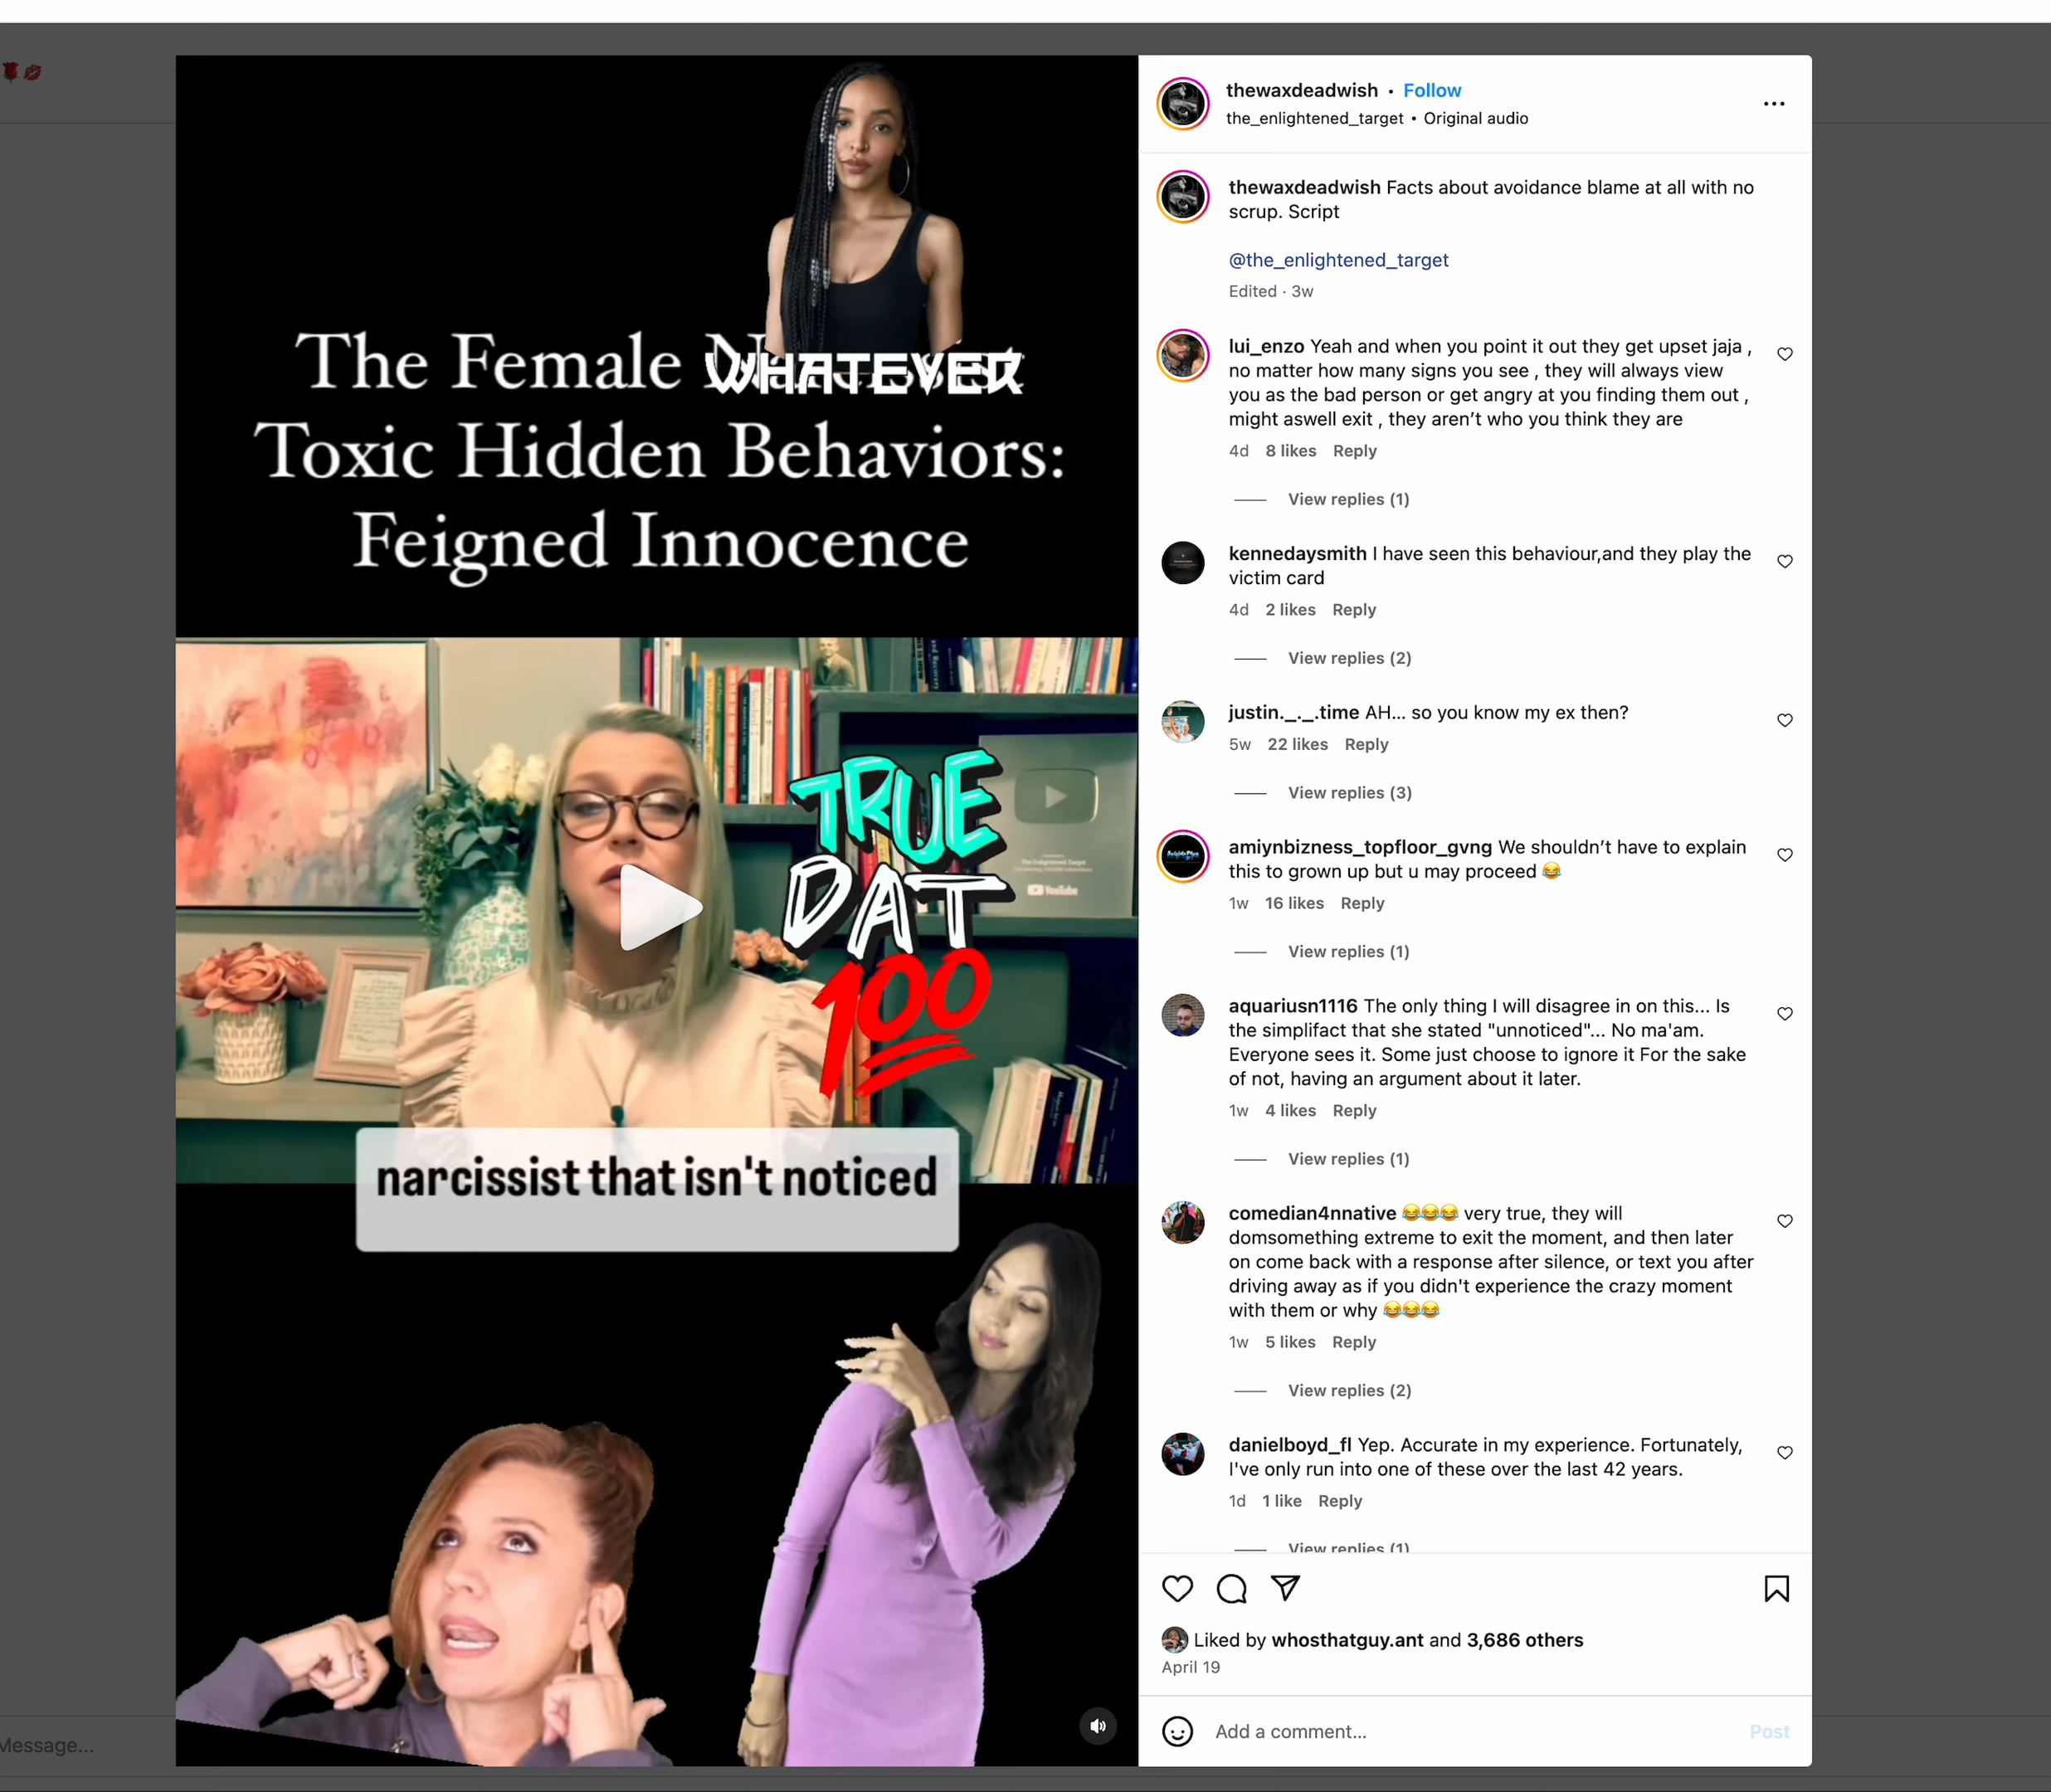 The Female
WHATEVER
Toxic Hidden Behaviors:
Feigned Innocence
TRUE
DAT
100
The Enlightened Target
YouTube
narcissist that isn't noticed
Message...
thewaxdeadwish • Follow
the_enlightened_target • Original audio
thewaxdeadwish Facts about avoidance blame at all with no
scrup. Script
@the_enlightened_target
Edited · 3w
lui_enzo Yeah and when you point it out they get upset jaja ,
no matter how many signs you see , they will always view
you as the bad person or get angry at you finding them out ,
might aswell exit , they aren’t who you think they are
4d 8 likes Reply
View replies (1)
kennedaysmith I have seen this behaviour,and they play the
victim card
4d 2 likes Reply
View replies (2)
justin._._.time AH... so you know my ex then?
5w 22 likes Reply
View replies (3)
amiynbizness_topfloor_gvng We shouldn’t have to explain
this to grown up but u may proceed 😂
1w 16 likes Reply
View replies (1)
aquariusn1116 The only thing I will disagree in on this... Is
the simplifact that she stated "unnoticed"... No ma'am.
Everyone sees it. Some just choose to ignore it For the sake
of not, having an argument about it later.
1w 4 likes Reply
View replies (1)
comedian4nnative 😂😂😂 very true, they will
domsomething extreme to exit the moment, and then later
on come back with a response after silence, or text you after
driving away as if you didn't experience the crazy moment
with them or why 😂😂😂
1w 5 likes Reply
View replies (2)
danielboyd_fl Yep. Accurate in my experience. Fortunately,
I've only run into one of these over the last 42 years.
1d 1 like Reply
View replies (1)
Liked by whosthatguy.ant and 3,686 others
April 19
Add a comment...
Post